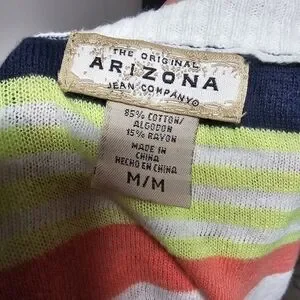 THE ORIGINAL
ARIZONA
JEAN COMPANY®
85% COTTON/
ALGODON
15% RAYON
MADE IN
CHINA
HECHO EN CHINA
M/M